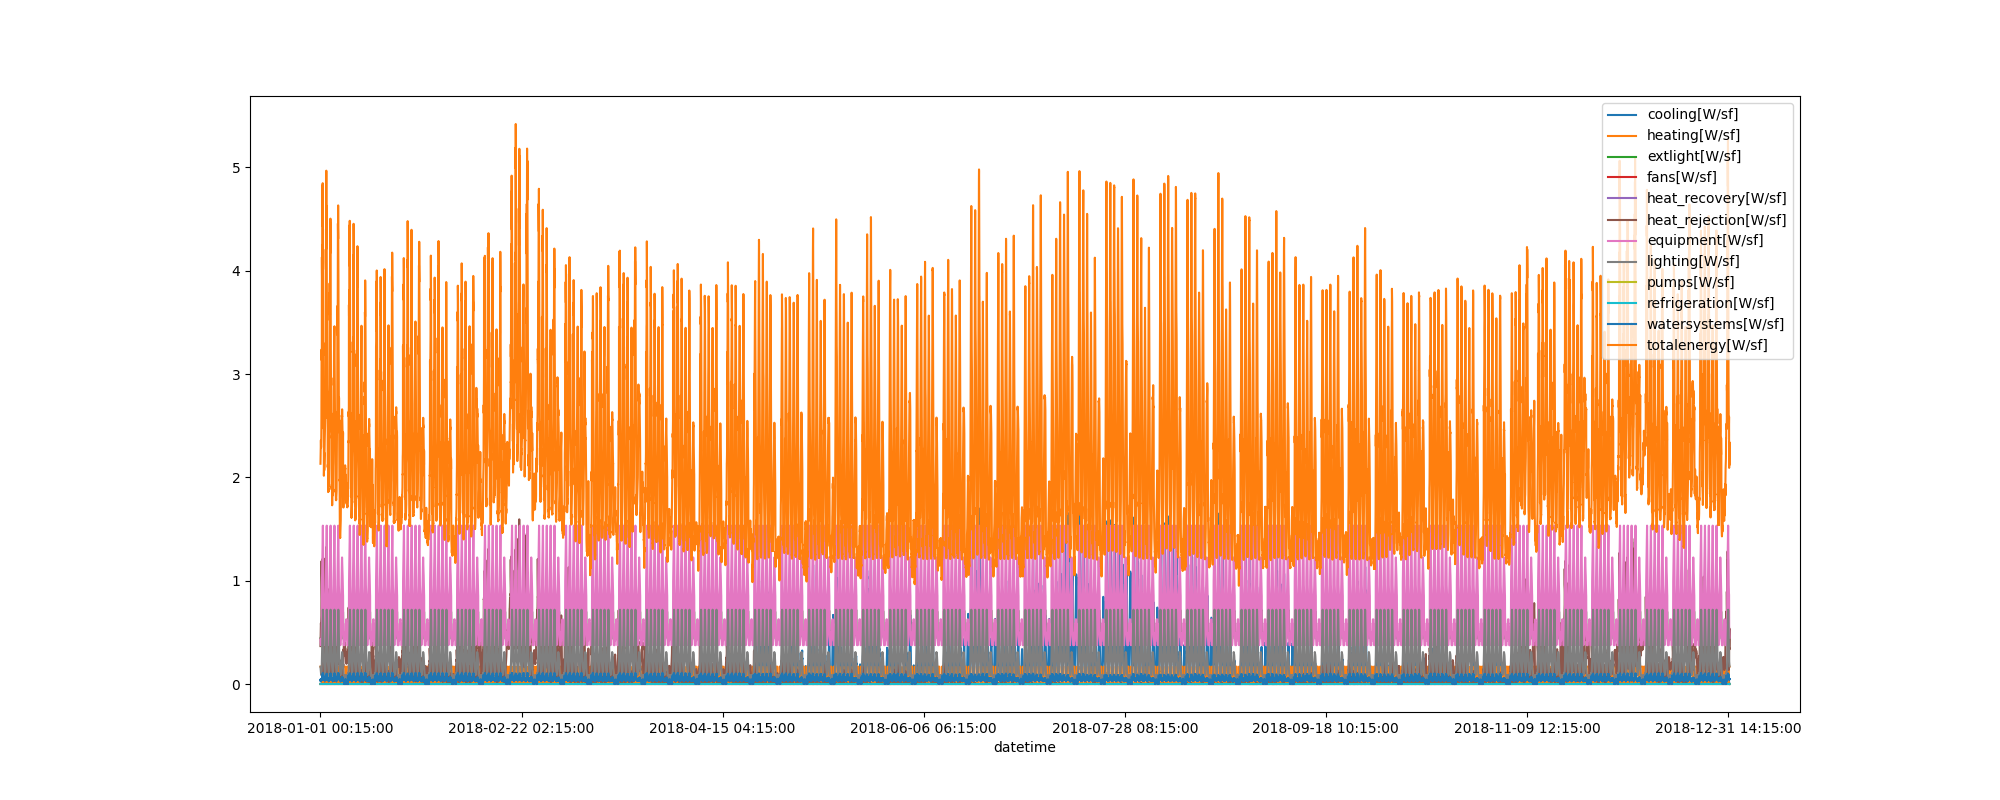 cooling[W/sf]
heating[W/sf]
extlight[W/sf]
fans[W/sf]
heat_recovery[W/sf]
heat_rejection[W/sf]
equipment[W/sf]
lighting[W/sf]
pumps[W/sf]
refrigeration[W/sf]
watersystems[W/sf]
totalenergy[W/sf]
5
4
3
2
1
0
2018-01-01 00:15:00 2018-02-22 02:15:00 2018-04-15 04:15:00 2018-06-06 06:15:00 2018-07-28 08:15:00 2018-09-18 10:15:00 2018-11-09 12:15:00 2018-12-31 14:15:00
datetime